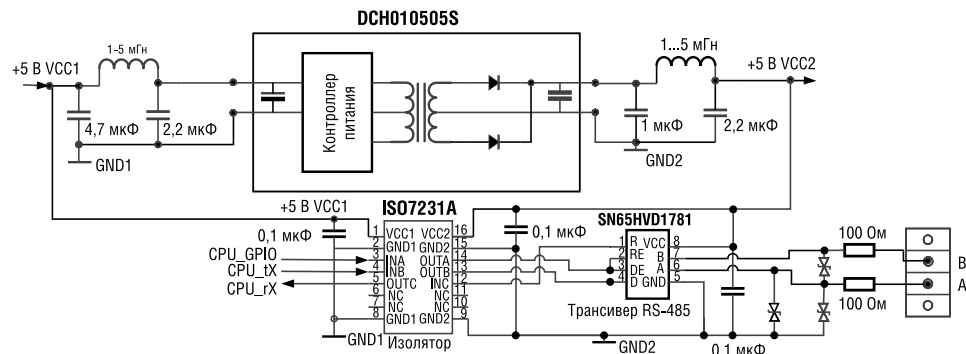 DCH010505S
1-5 мГн
1...5 мГн
+5 В VCC1
+5 В VCC2
4,7 мкФ
2,2 мкФ
Контроллер
питания
1 мкФ
2,2 мкФ
GND1
GND2
+5 В VCC1
ISO7231A
SN65HVD1781
0,1 мкФ
1 VCC1 VCC2 16
2 GND1 GND2 15
3 INA OUTA 14
4 INB OUTB 13
5 OUTC INC 12
6 NC NC 11
7 NC NC 10
8 GND1 GND2 9
CPU_GPIO
CPU_tX
CPU_rX
GND1
Изолятор
0,1 мкФ
1 R VCC 8
2 RE B 7
3 DE A 6
4 D GND 5
Трансивер RS-485
GND2
0,1 мкФ
100 Ом
100 Ом
B
A